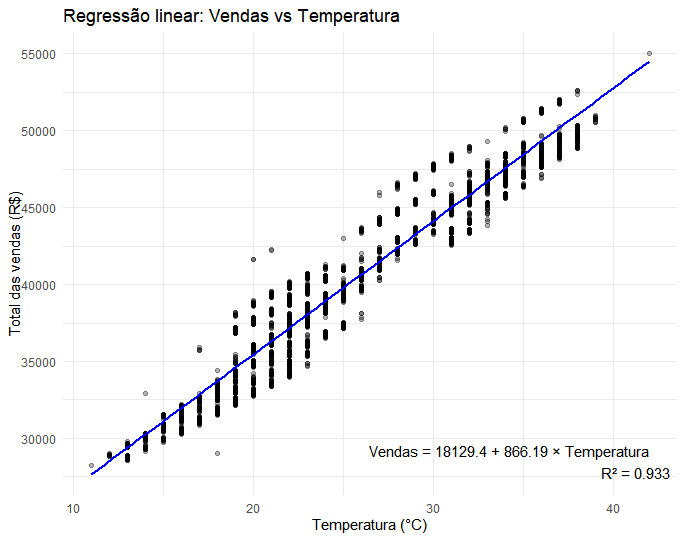 Regressão linear: Vendas vs Temperatura
Total das vendas (R$)
55000
50000
45000
40000
35000
30000
Vendas = 18129.4 + 866.19 × Temperatura
R² = 0.933
10
20
30
40
Temperatura (°C)